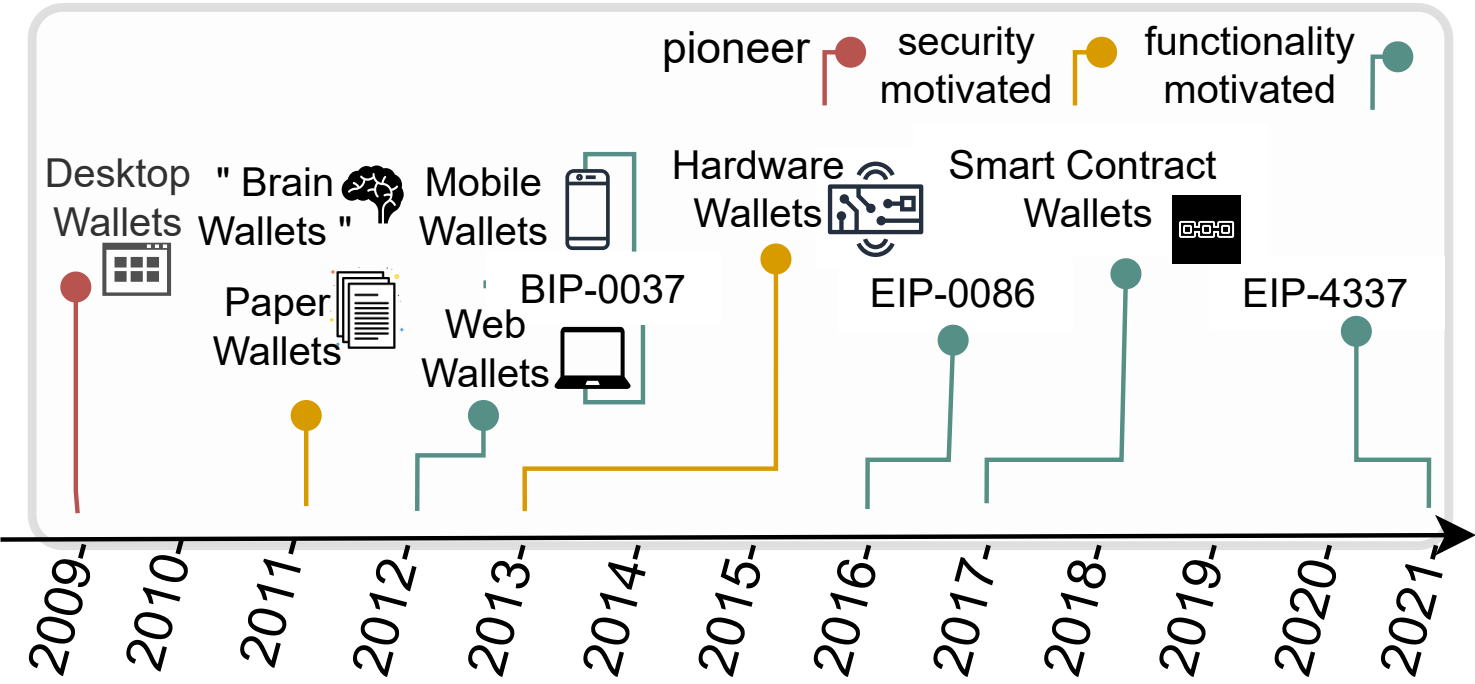 pioneer
security
motivated
functionality
motivated
Desktop
Wallets
" Brain
Wallets "
Mobile
Wallets
Hardware
Wallets
Smart Contract
Wallets
Paper
Wallets
BIP-0037
Web
Wallets
EIP-0086
EIP-4337
2009
2010
2011
2012
2013
2014
2015
2016
2017
2018
2019
2020
2021